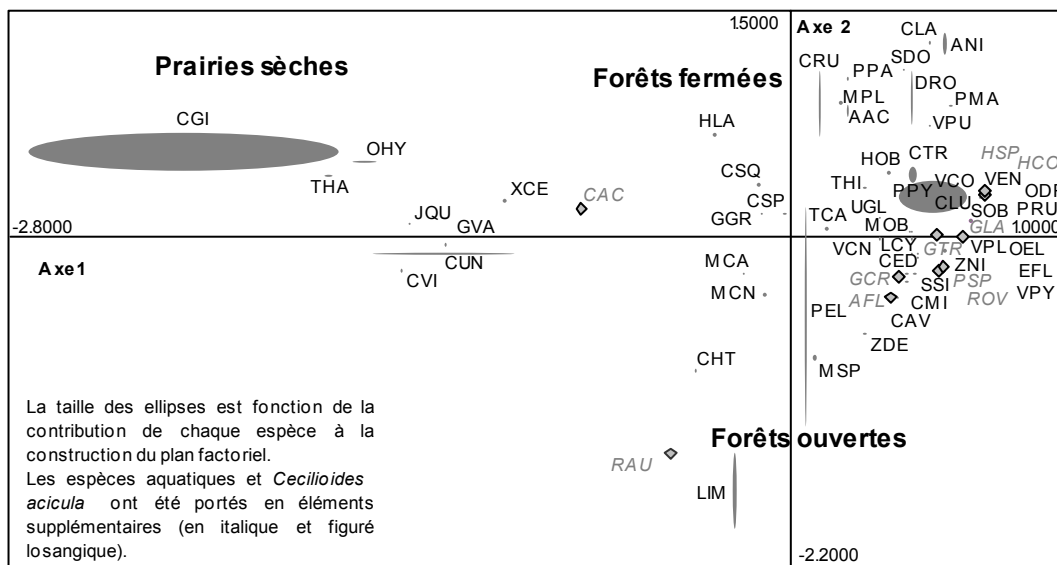 1.5000
Axe 2
CLA
ANI
SDO
CRU
PPA
DRO
Prairies sèches
Forêts fermées
MPL
PMA
AAC
VPU
CGI
HLA
OHY
CTR
HSP
HCO
HOB
THA
CSQ
THI
PPY
VCO
VEN
ODF
XCE
CAC
CSP
UGL
CLU
SOB
PRU
JQU
GVA
GGR
TCA
MOB
GLA
-2.8000
1.0000
Axe1
CUN
CVI
MCA
VCN
LCY
GTR
VPL
OEL
CED
ZNI
EFL
MCN
GCR
SSI
PSP
VPY
AFL
CMI
ROV
PEL
CAV
ZDE
CHT
MSP
La taille des ellipses est fonction de la
contribution de chaque espèce à la
construction du plan factoriel.
Les espèces aquatiques et Cecilioides
acicula ont été portés en éléments
supplémentaires (en italique et figuré
losangique).
Forêts ouvertes
RAU
LIM
-2.2000